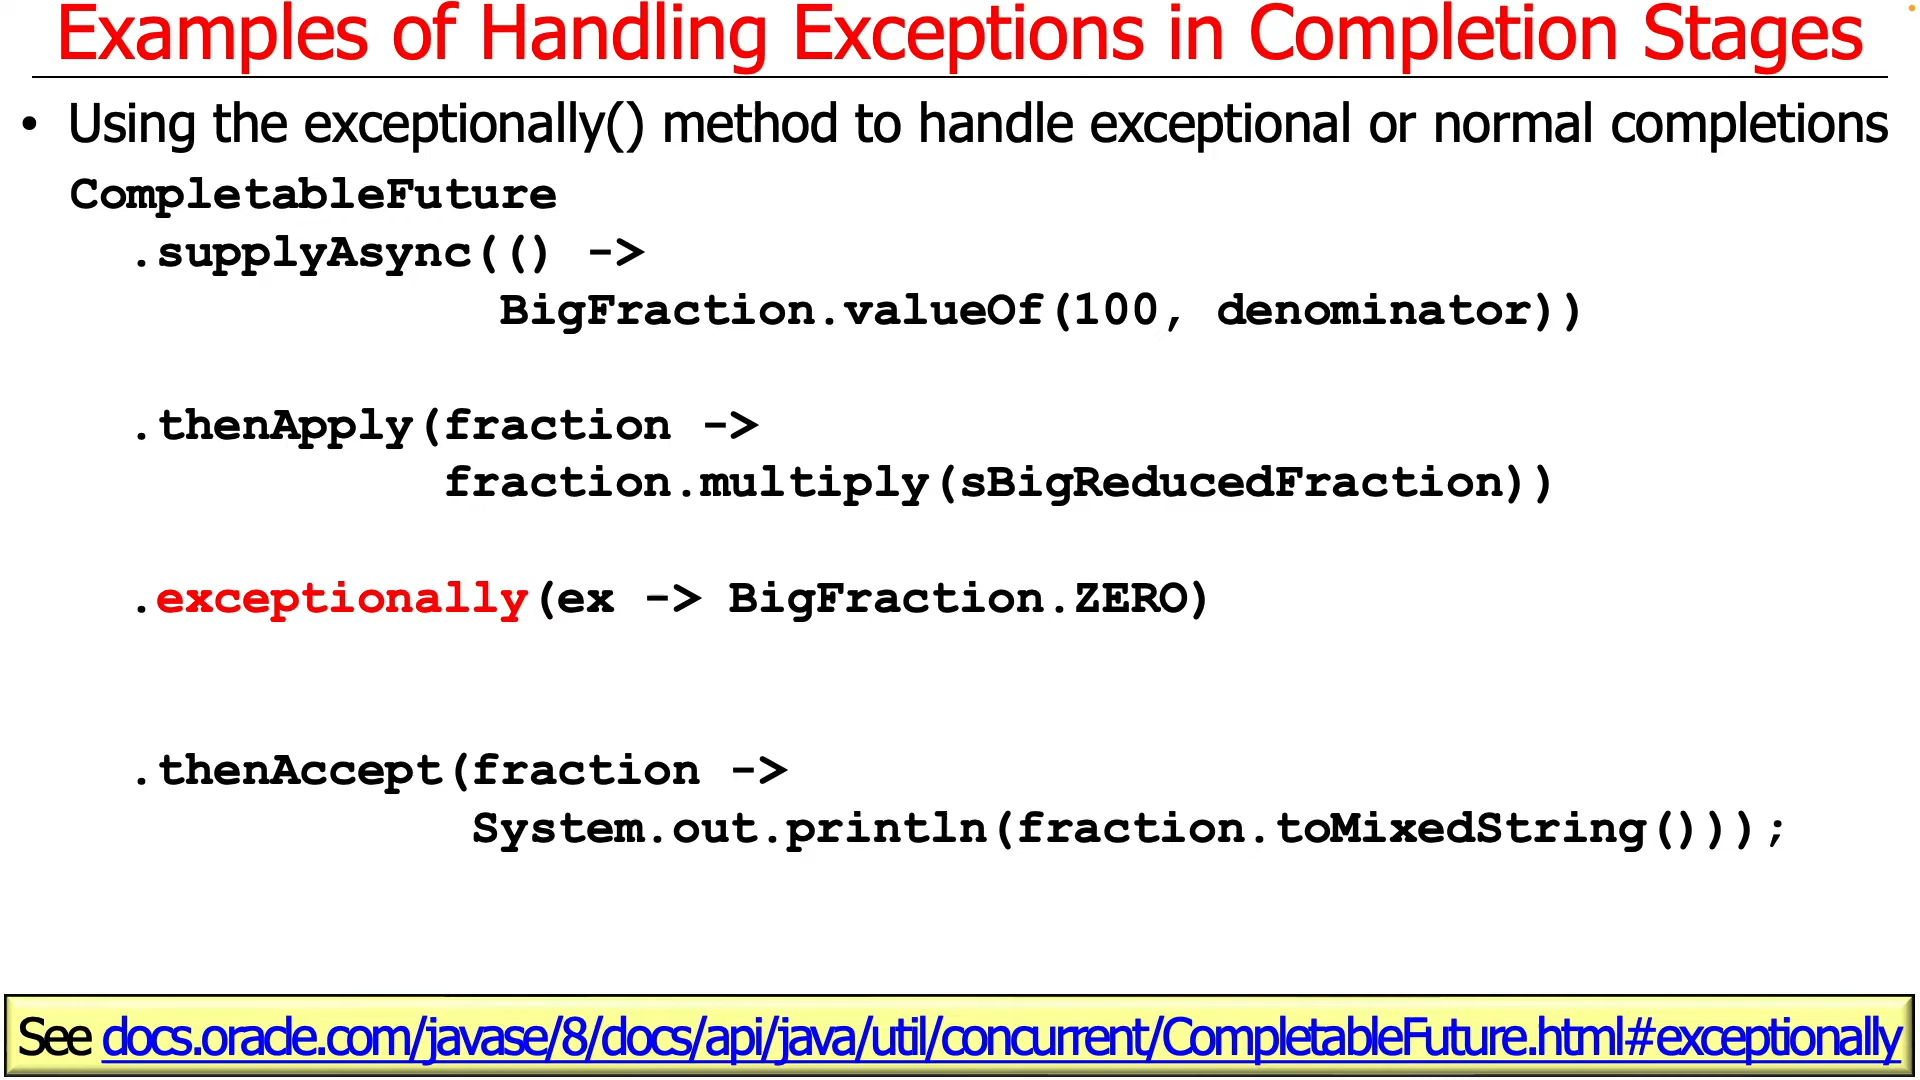 Examples of Handling Exceptions in Completion Stages
• Using the exceptionally() method to handle exceptional or normal completions
CompletableFuture
.supplyAsync(() ->
BigFraction.valueOf(100, denominator))
.thenApply(fraction ->
fraction.multiply(sBigReducedFraction))
.exceptionally(ex -> BigFraction.ZERO)
.thenAccept(fraction ->
System.out.println(fraction.toMixedString()));
See docs.oracle.com/javase/8/docs/api/java/util/concurrent/CompletableFuture.html#exceptionally